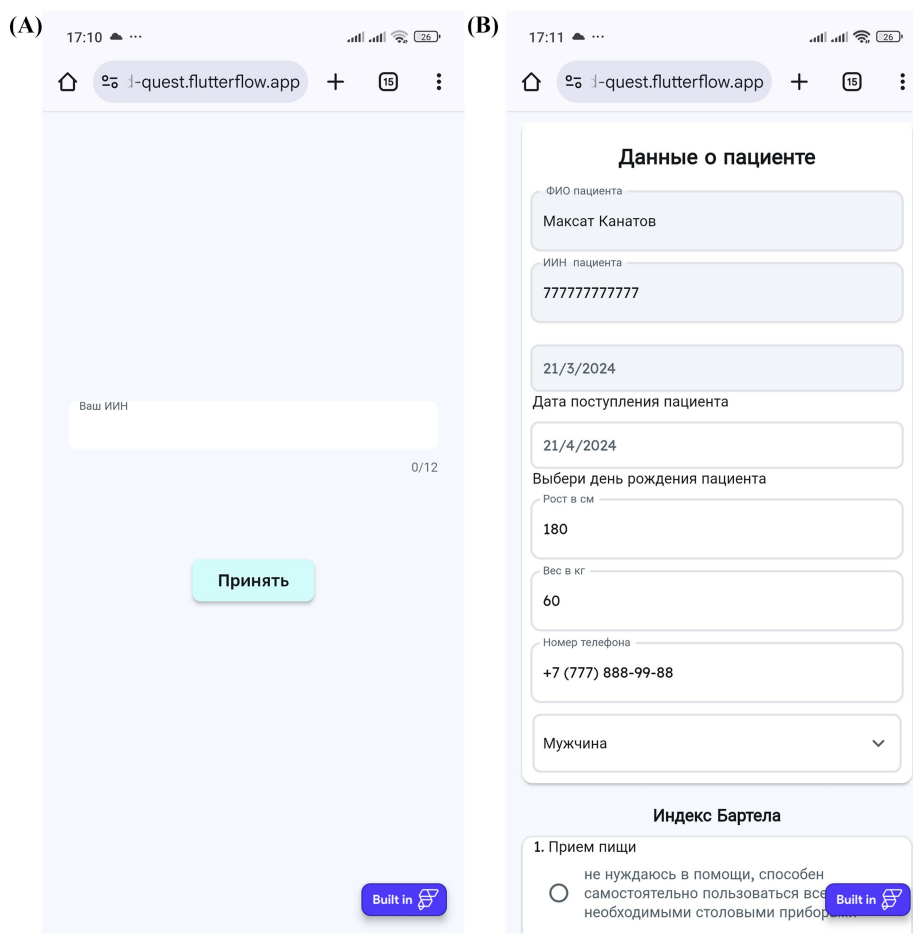 (A)
17:10
26
-quest.flutterflow.app
15
Ваш ИИН
0/12
Принять
Built in
(B)
17:11
26
-quest.flutterflow.app
15
Данные о пациенте
ФИО пациента
Максат Канатов
ИИН пациента
777777777777
21/3/2024
Дата поступления пациента
21/4/2024
Выбери день рождения пациента
Рост в см
180
Вес в кг
60
Номер телефона
+7 (777) 888-99-88
Мужчина
Индекс Бартела
1. Прием пищи
не нуждаюсь в помощи, способен
самостоятельно пользоваться все
необходимыми столовыми
Built in